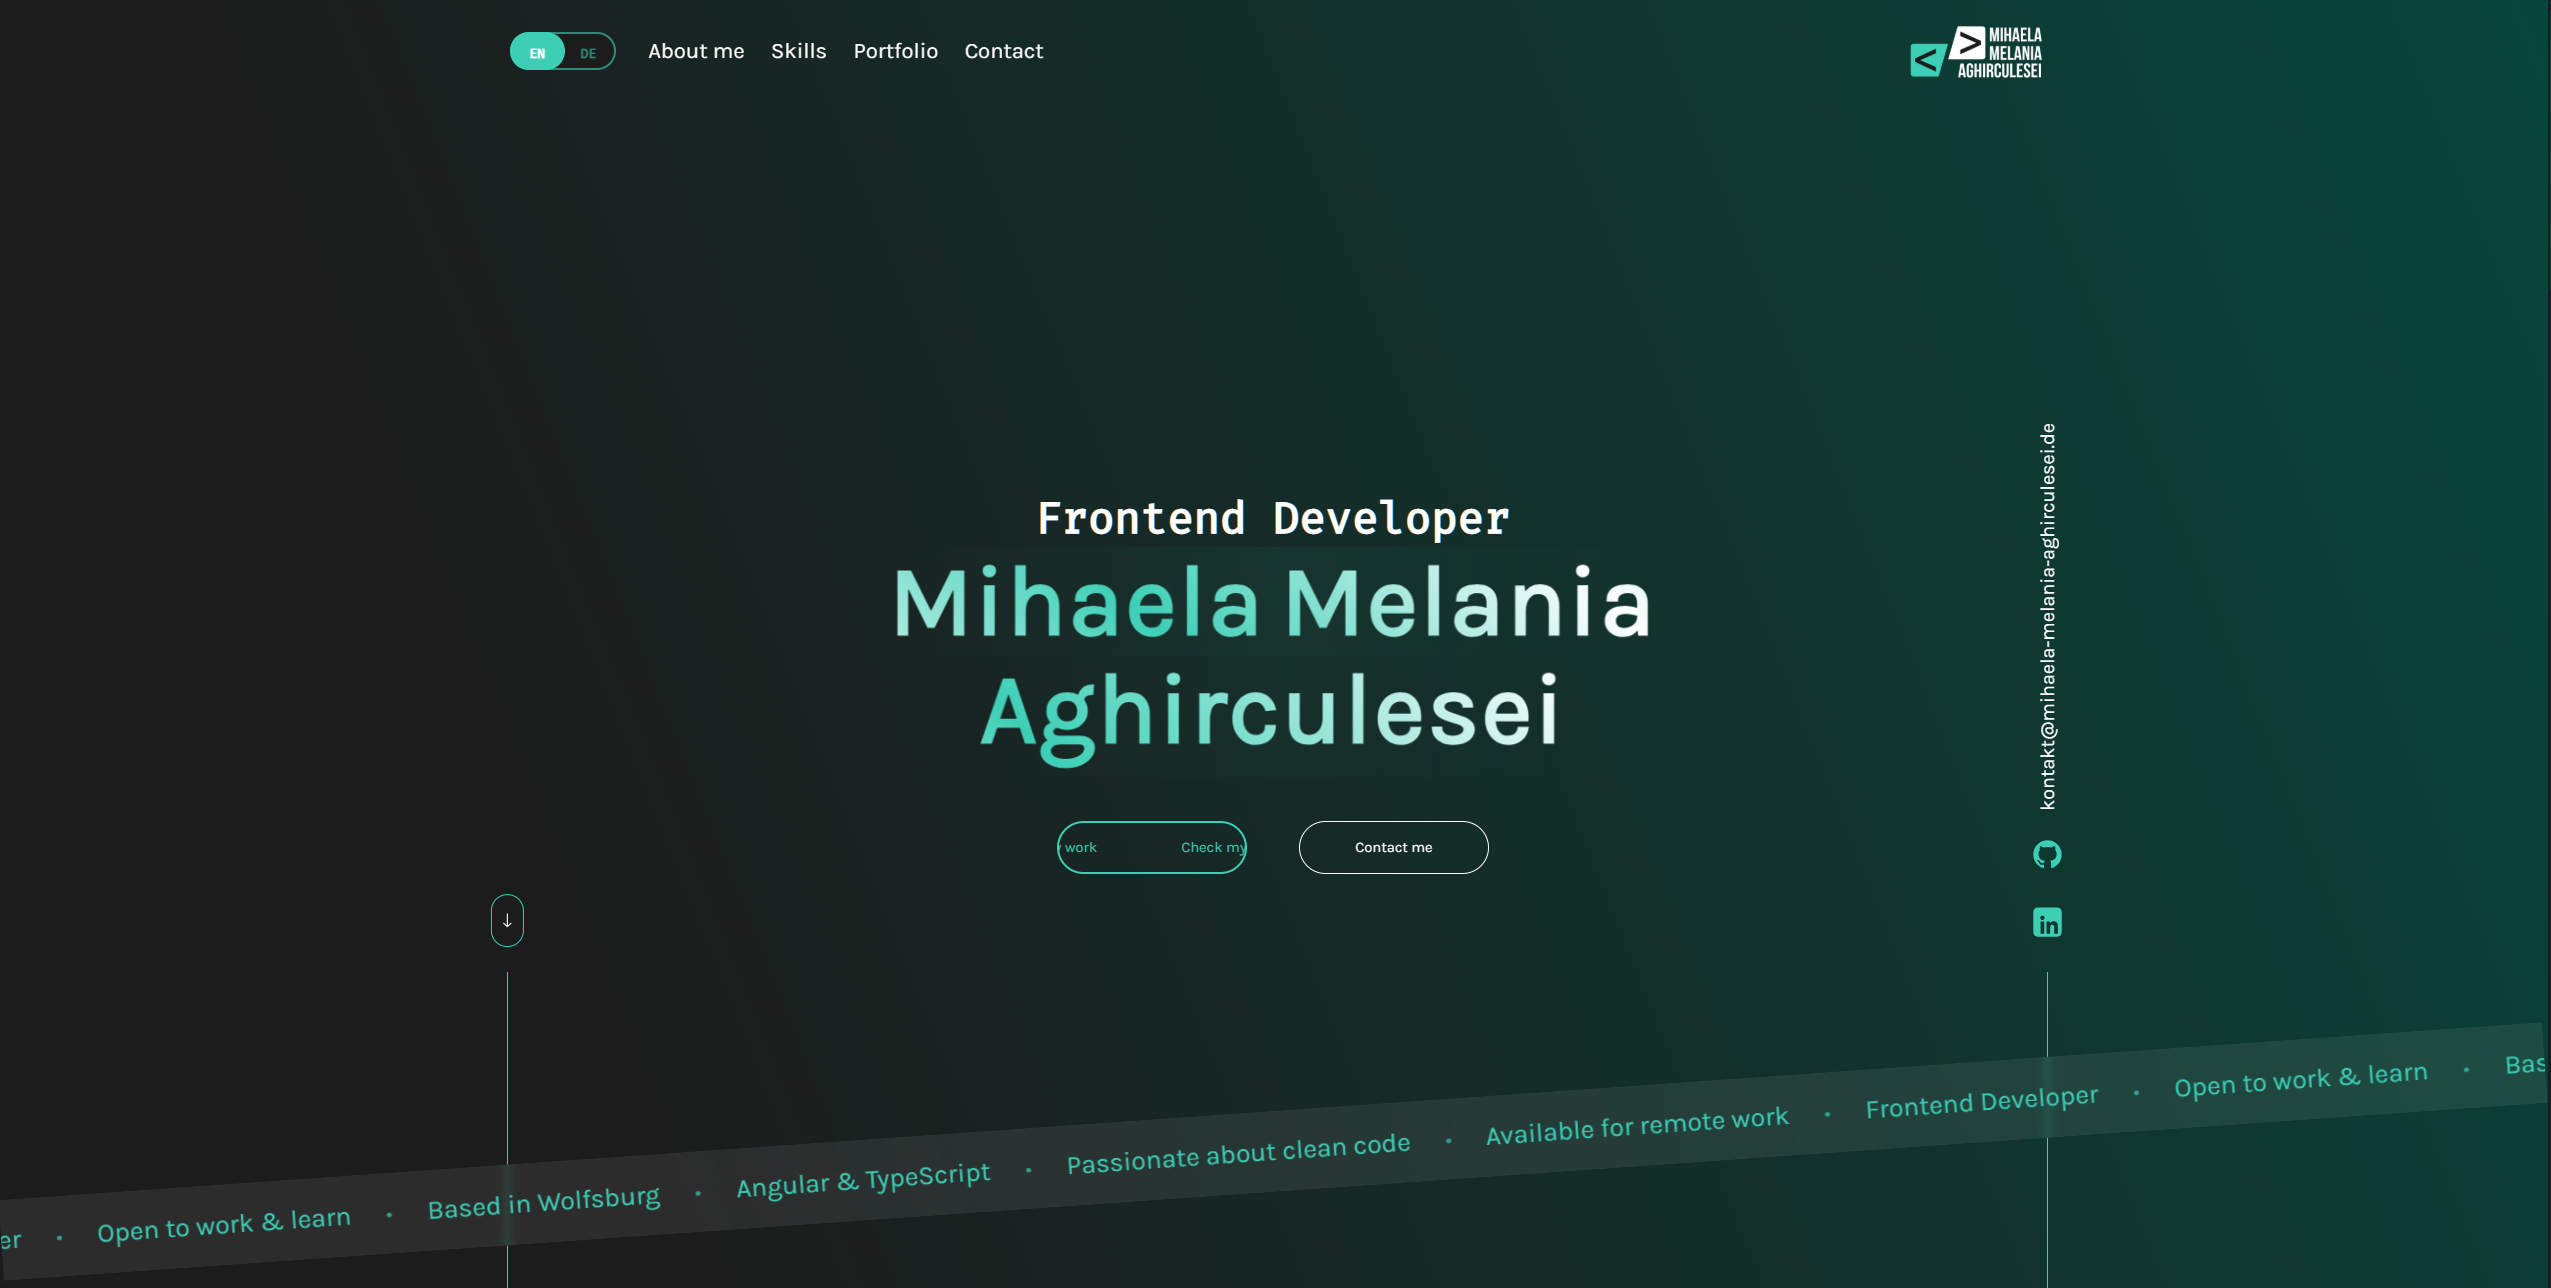 EN DE About me Skills Portfolio Contact
< > MIHAELA
MELANIA
AGHIRCULESEI
kontakt@mihaela-melania-aghirculesei.de
Frontend Developer
Mihaela Melania
Aghirculesei
work Check my Contact me
in
er • Open to work & learn • Based in Wolfsburg • Angular & TypeScript • Passionate about clean code • Available for remote work • Frontend Developer • Open to work & learn • Bas